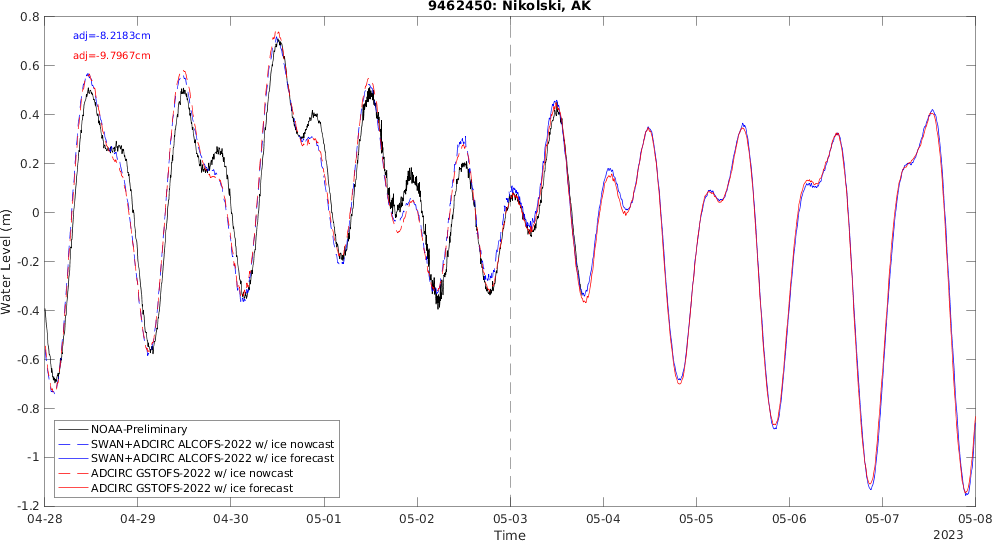 9462450: Nikolski, AK
adj=-8.2183cm
adj=-9.7967cm
Water Level (m)
0.8
0.6
0.4
0.2
0
-0.2
-0.4
-0.6
-0.8
-1
-1.2
NOAA-Preliminary
SWAN+ADCIRC ALCOFS-2022 w/ ice nowcast
SWAN+ADCIRC ALCOFS-2022 w/ ice forecast
ADCIRC GSTOFS-2022 w/ ice nowcast
ADCIRC GSTOFS-2022 w/ ice forecast
04-28 04-29 04-30 05-01 05-02 05-03 05-04 05-05 05-06 05-07 05-08
Time
2023